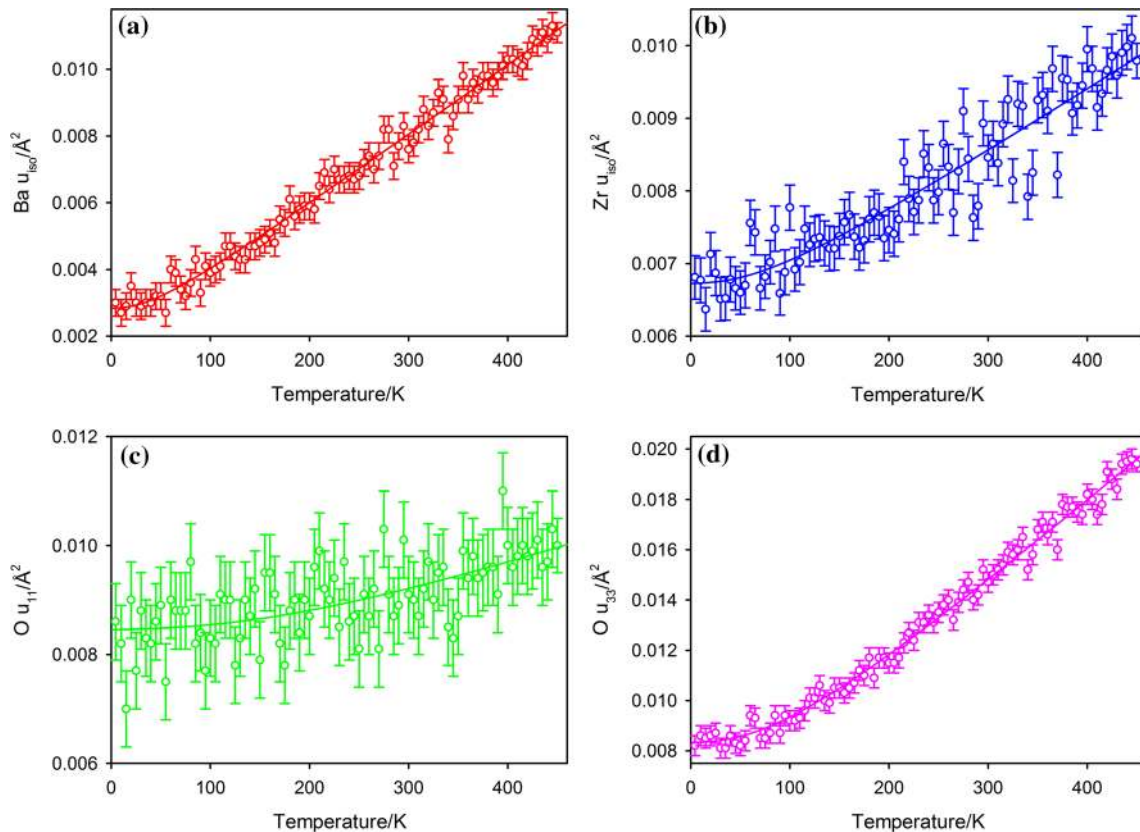 (a)
Ba u_iso/Å²
0.010
0.008
0.006
0.004
0.002
0 100 200 300 400
Temperature/K
(b)
Zr u_iso/Å²
0.010
0.009
0.008
0.007
0.006
0 100 200 300 400
Temperature/K
(c)
O u_11/Å²
0.012
0.010
0.008
0.006
0 100 200 300 400
Temperature/K
(d)
O u_33/Å²
0.020
0.018
0.016
0.014
0.012
0.010
0.008
0 100 200 300 400
Temperature/K